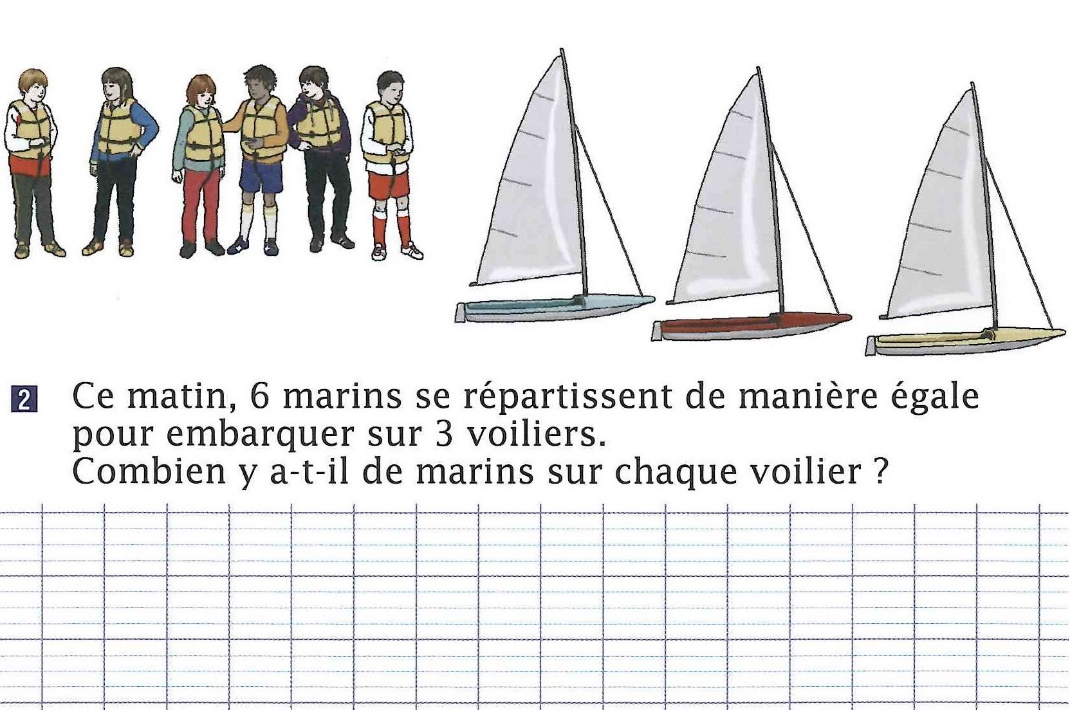 2 Ce matin, 6 marins se répartissent de manière égale
pour embarquer sur 3 voiliers.
Combien y a-t-il de marins sur chaque voilier ?